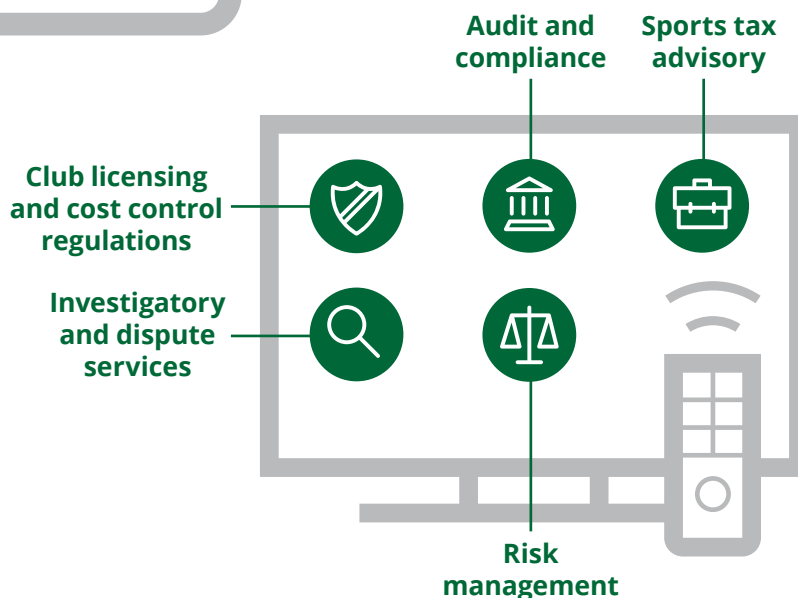 Audit and
compliance
Sports tax
advisory
Club licensing
and cost control
regulations
Investigatory
and dispute
services
Risk
management